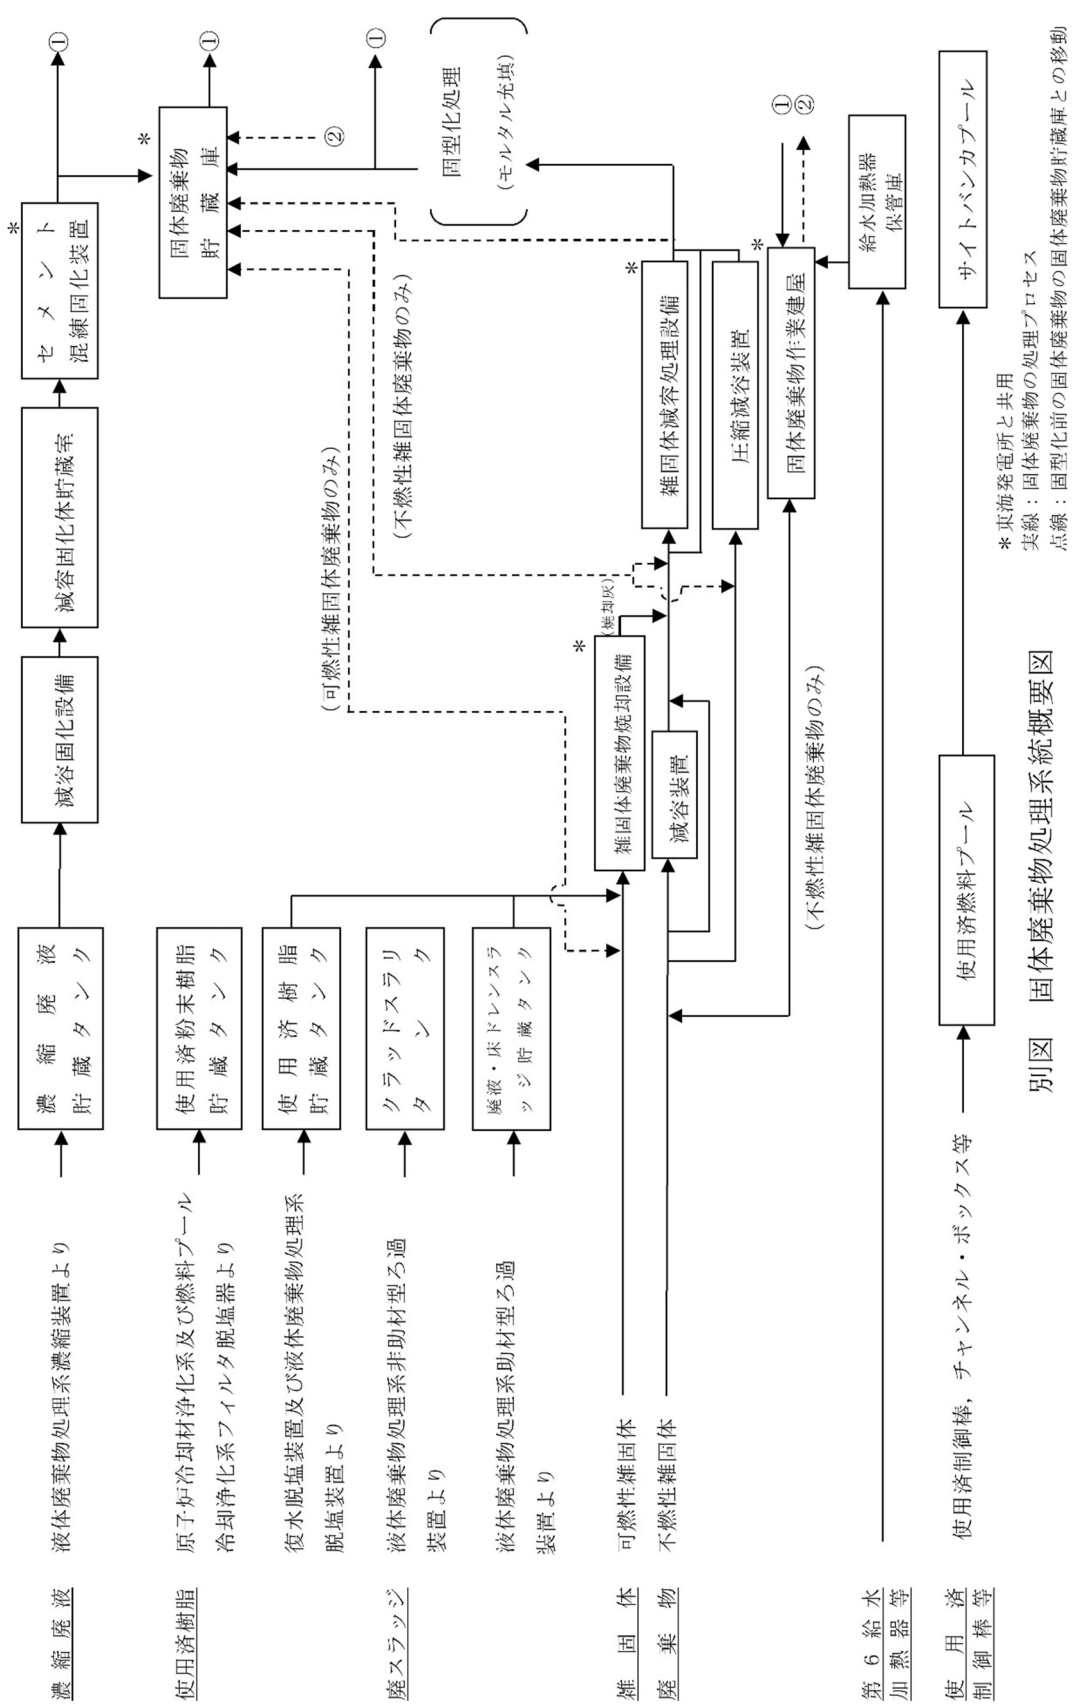 濃縮廃液
液体廃棄物処理系濃縮装置より
濃縮廃液
貯蔵タンク
減容固化設備
減容固化体貯蔵室
*
セメント
混練固化装置
①
使用済樹脂
原子炉冷却材浄化系及び燃料プール
冷却浄化系フィルタ脱塩器より
使用済粉末樹脂
貯蔵タンク
*
固体廃棄物
貯蔵庫
①
②
復水脱塩装置及び液体廃棄物処理系
脱塩装置より
使用済樹脂
貯蔵タンク
(可燃性雑固体廃棄物のみ)
廃スラッジ
液体廃棄物処理系非助材型ろ過
装置より
クラッドスラリ
タンク
(不燃性雑固体廃棄物のみ)
①
固型化処理
(モルタル充填)
液体廃棄物処理系助材型ろ過
装置より
廃液・床ドレンスラ
ッジ貯蔵タンク
雑固体
廃棄物
可燃性雑固体
不燃性雑固体
*
雑固体廃棄物焼却設備
(焼却灰)
減容装置
*
雑固体減容処理設備
圧縮減容装置
*
固体廃棄物作業建屋
①
②
(不燃性雑固体廃棄物のみ)
第6給水
加熱器等
給水加熱器
保管庫
使用済
制御棒等
使用済制御棒，チャンネル・ボックス等
使用済燃料プール
サイトバンカプール
*東海発電所と共用
実線：固体廃棄物の処理プロセス
点線：固型化前の固体廃棄物の固体廃棄物貯蔵庫との移動
別図　固体廃棄物処理系統概要図